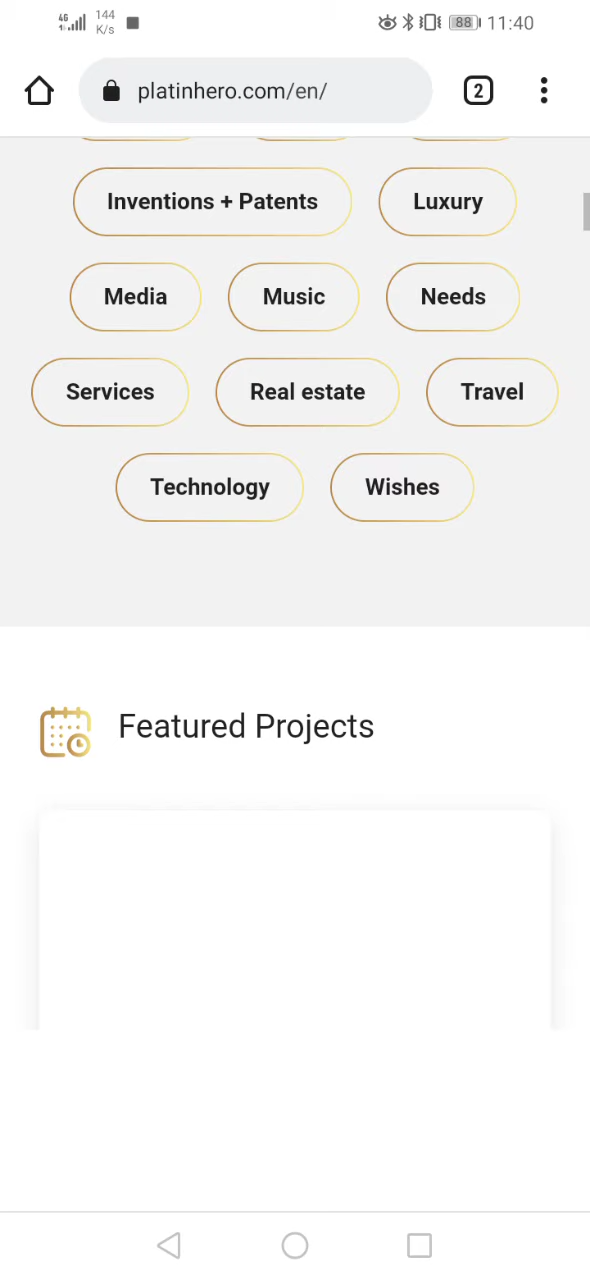 4G 144 K/s 88 11:40
platinhero.com/en/ 2
Inventions + Patents Luxury
Media Music Needs
Services Real estate Travel
Technology Wishes
Featured Projects